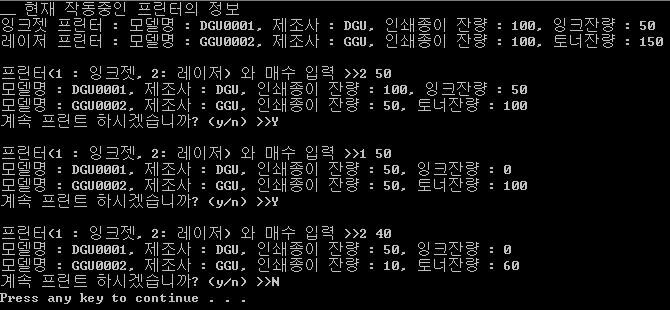 __ 현재 작동중인 프린터의 정보
잉크젯 프린터 : 모델명 : DGU0001, 제조사 : DGU, 인쇄종이 잔량 : 100, 잉크잔량 : 50
레이저 프린터 : 모델명 : GGU0002, 제조사 : GGU, 인쇄종이 잔량 : 100, 토너잔량 : 150
프린터(1 : 잉크젯, 2: 레이저) 와 매수 입력 >>2 50
모델명 : DGU0001, 제조사 : DGU, 인쇄종이 잔량 : 100, 잉크잔량 : 50
모델명 : GGU0002, 제조사 : GGU, 인쇄종이 잔량 : 50, 토너잔량 : 100
계속 프린트 하시겠습니까? (y/n) >>Y
프린터(1 : 잉크젯, 2: 레이저) 와 매수 입력 >>1 50
모델명 : DGU0001, 제조사 : DGU, 인쇄종이 잔량 : 50, 잉크잔량 : 0
모델명 : GGU0002, 제조사 : GGU, 인쇄종이 잔량 : 50, 토너잔량 : 100
계속 프린트 하시겠습니까? (y/n) >>Y
프린터(1 : 잉크젯, 2: 레이저) 와 매수 입력 >>2 40
모델명 : DGU0001, 제조사 : DGU, 인쇄종이 잔량 : 50, 잉크잔량 : 0
모델명 : GGU0002, 제조사 : GGU, 인쇄종이 잔량 : 10, 토너잔량 : 60
계속 프린트 하시겠습니까? (y/n) >>N
Press any key to continue . . .